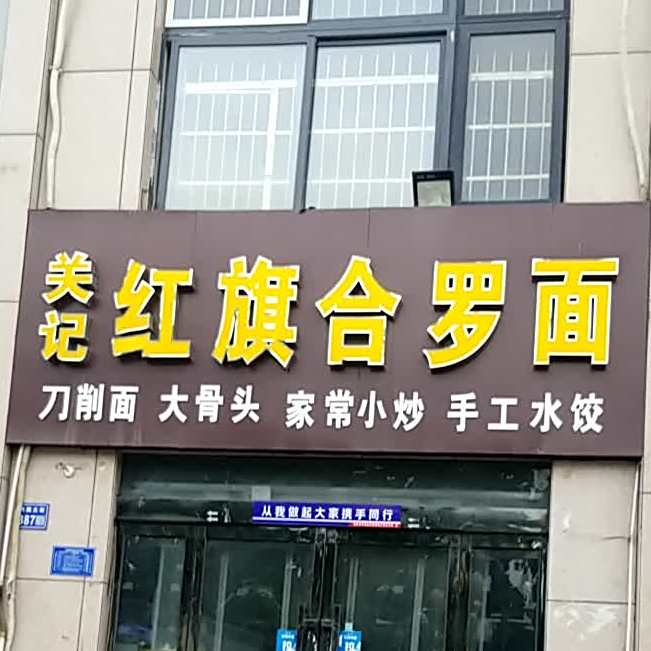 关记
红旗合罗面
刀削面 大骨头 家常小炒 手工水饺
从我做起大家携手同行
387